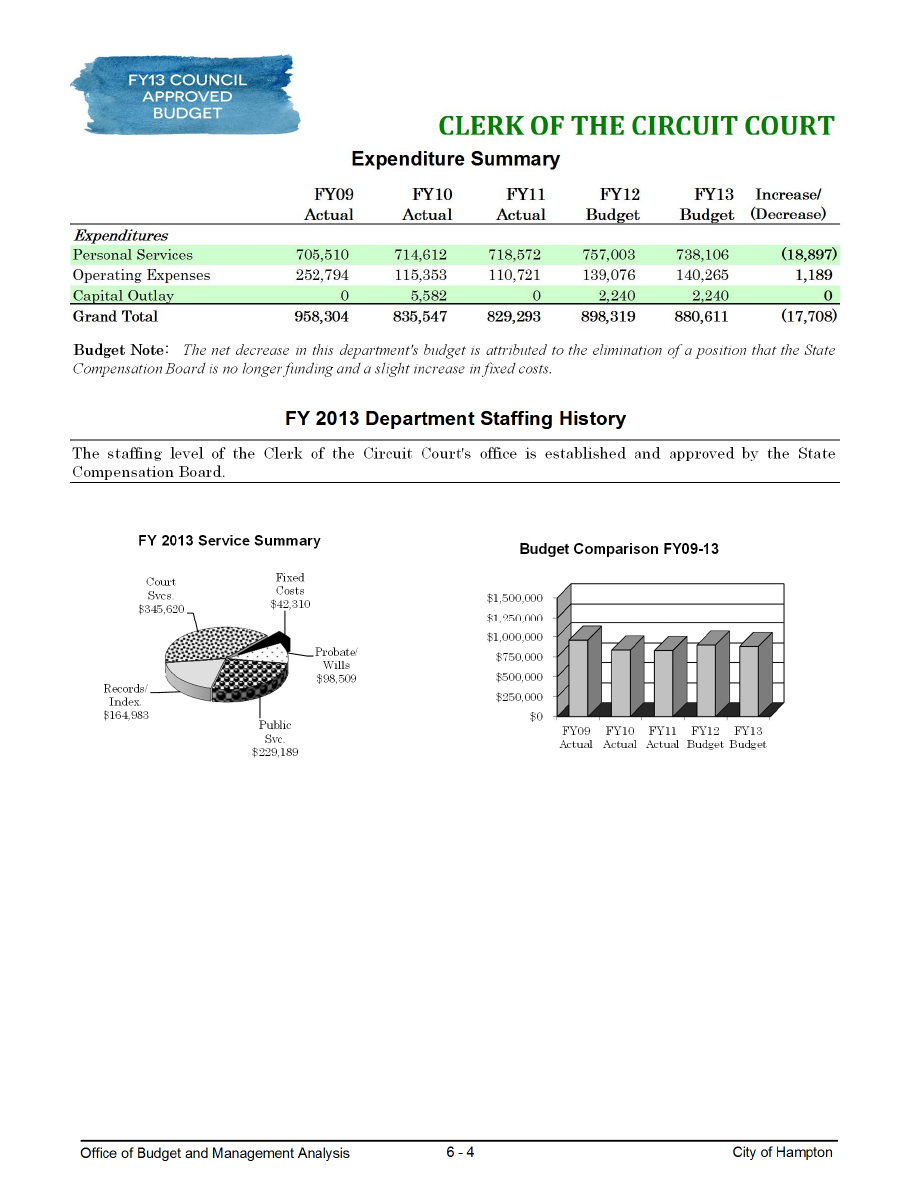 FY13 COUNCIL
APPROVED
BUDGET
CLERK OF THE CIRCUIT COURT
Expenditure Summary
FY09 FY10 FY11 FY12 FY13 Increase/
Actual Actual Actual Budget Budget (Decrease)
Expenditures
Personal Services 705,510 714,612 718,572 757,003 738,106 (18,897)
Operating Expenses 252,794 115,353 110,721 139,076 140,265 1,189
Capital Outlay 0 5,582 0 2,240 2,240 0
Grand Total 958,304 835,547 829,293 898,319 880,611 (17,708)
Budget Note: The net decrease in this department's budget is attributed to the elimination of a position that the State
Compensation Board is no longer funding and a slight increase in fixed costs.
FY 2013 Department Staffing History
The staffing level of the Clerk of the Circuit Court's office is established and approved by the State
Compensation Board.
FY 2013 Service Summary
Court
Svcs.
$345,620
Fixed
Costs
$42,310
Probate/
Wills
$98,509
Records/
Index.
$164,983
Public
Svc.
$229,189
Budget Comparison FY09-13
$1,500,000
$1,250,000
$1,000,000
$750,000
$500,000
$250,000
$0
FY09 FY10 FY11 FY12 FY13
Actual Actual Actual Budget Budget
Office of Budget and Management Analysis 6 - 4 City of Hampton